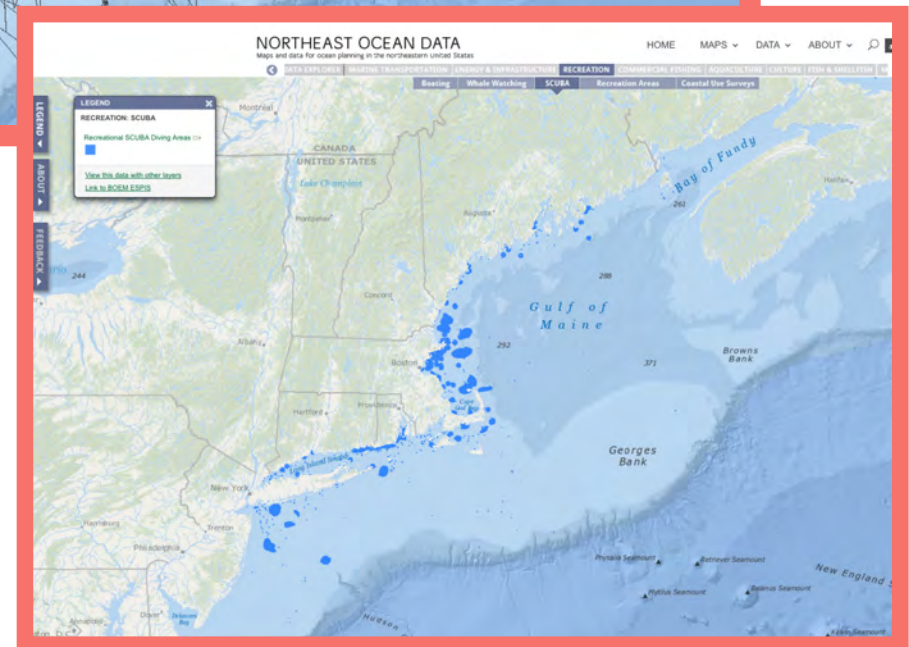 NORTHEAST OCEAN DATA
Maps and data for ocean planning in the northeastern United States
HOME MAPS DATA ABOUT
DATA EXPLORER MARINE TRANSPORTATION ENERGY & INFRASTRUCTURE RECREATION COMMERCIAL FISHING AQUACULTURE CULTURE FISH & SHELLFISH
Boating Whale Watching SCUBA Recreation Areas Coastal Use Surveys
LEGEND
ABOUT
FEEDBACK
LEGEND X
RECREATION: SCUBA
Recreational SCUBA Diving Areas
View this data with other layers
Link to BOEM ESPIS
Montreal
CANADA
UNITED STATES
Lake Champlain
Montpelier
Augusta
Bay of Fundy
261
Halifax
244
288
Concord
Gulf of
Maine
292
Albany
Boston
371
Browns
Bank
Hartford
Providence
Cape
Cod Bay
Long Island Sound
Georges
Bank
New York
Harrisburg
Trenton
Philadelphia
Physalia Seamount
Retriever Seamount
New England S
Mytilus Seamount
Balanus Seamount
Dover
Delaware
Bay
Annapolis
Hudson
Kelvin Seamount